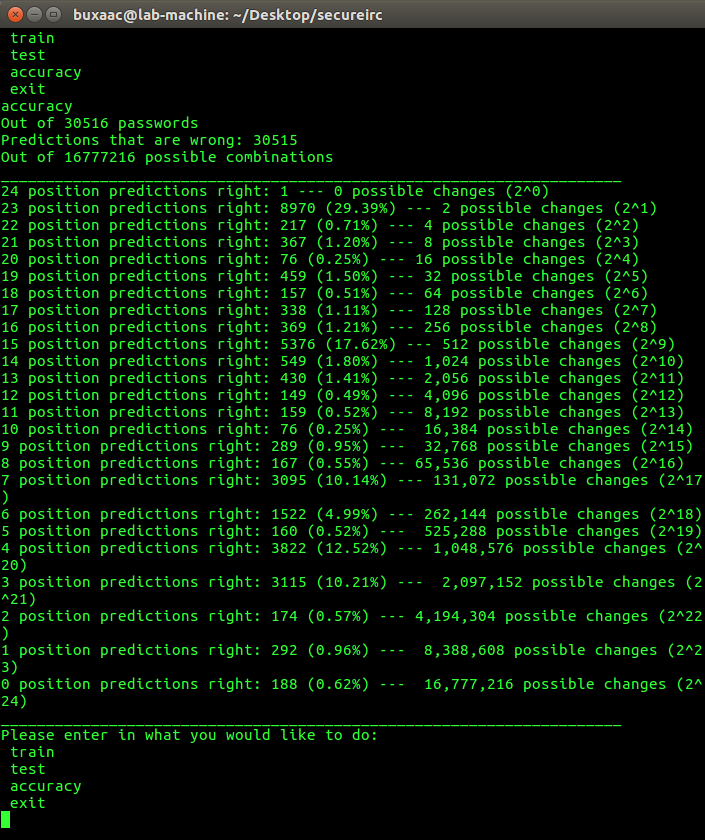 buxaac@lab-machine: ~/Desktop/secureirc
train
test
accuracy
exit
accuracy
Out of 30516 passwords
Predictions that are wrong: 30515
Out of 16777216 possible combinations
______________________________________________________________________
24 position predictions right: 1 --- 0 possible changes (2^0)
23 position predictions right: 8970 (29.39%) --- 2 possible changes (2^1)
22 position predictions right: 217 (0.71%) --- 4 possible changes (2^2)
21 position predictions right: 367 (1.20%) --- 8 possible changes (2^3)
20 position predictions right: 76 (0.25%) --- 16 possible changes (2^4)
19 position predictions right: 459 (1.50%) --- 32 possible changes (2^5)
18 position predictions right: 157 (0.51%) --- 64 possible changes (2^6)
17 position predictions right: 338 (1.11%) --- 128 possible changes (2^7)
16 position predictions right: 369 (1.21%) --- 256 possible changes (2^8)
15 position predictions right: 5376 (17.62%) --- 512 possible changes (2^9)
14 position predictions right: 549 (1.80%) --- 1,024 possible changes (2^10)
13 position predictions right: 430 (1.41%) --- 2,056 possible changes (2^11)
12 position predictions right: 149 (0.49%) --- 4,096 possible changes (2^12)
11 position predictions right: 159 (0.52%) --- 8,192 possible changes (2^13)
10 position predictions right: 76 (0.25%) ---  16,384 possible changes (2^14)
9 position predictions right: 289 (0.95%) ---  32,768 possible changes (2^15)
8 position predictions right: 167 (0.55%) --- 65,536 possible changes (2^16)
7 position predictions right: 3095 (10.14%) --- 131,072 possible changes (2^17
)
6 position predictions right: 1522 (4.99%) --- 262,144 possible changes (2^18)
5 position predictions right: 160 (0.52%) ---  525,288 possible changes (2^19)
4 position predictions right: 3822 (12.52%) --- 1,048,576 possible changes (2^
20)
3 position predictions right: 3115 (10.21%) ---  2,097,152 possible changes (2
^21)
2 position predictions right: 174 (0.57%) --- 4,194,304 possible changes (2^22
)
1 position predictions right: 292 (0.96%) ---  8,388,608 possible changes (2^2
3)
0 position predictions right: 188 (0.62%) ---  16,777,216 possible changes (2^
24)
______________________________________________________________________
Please enter in what you would like to do:
train
test
accuracy
exit